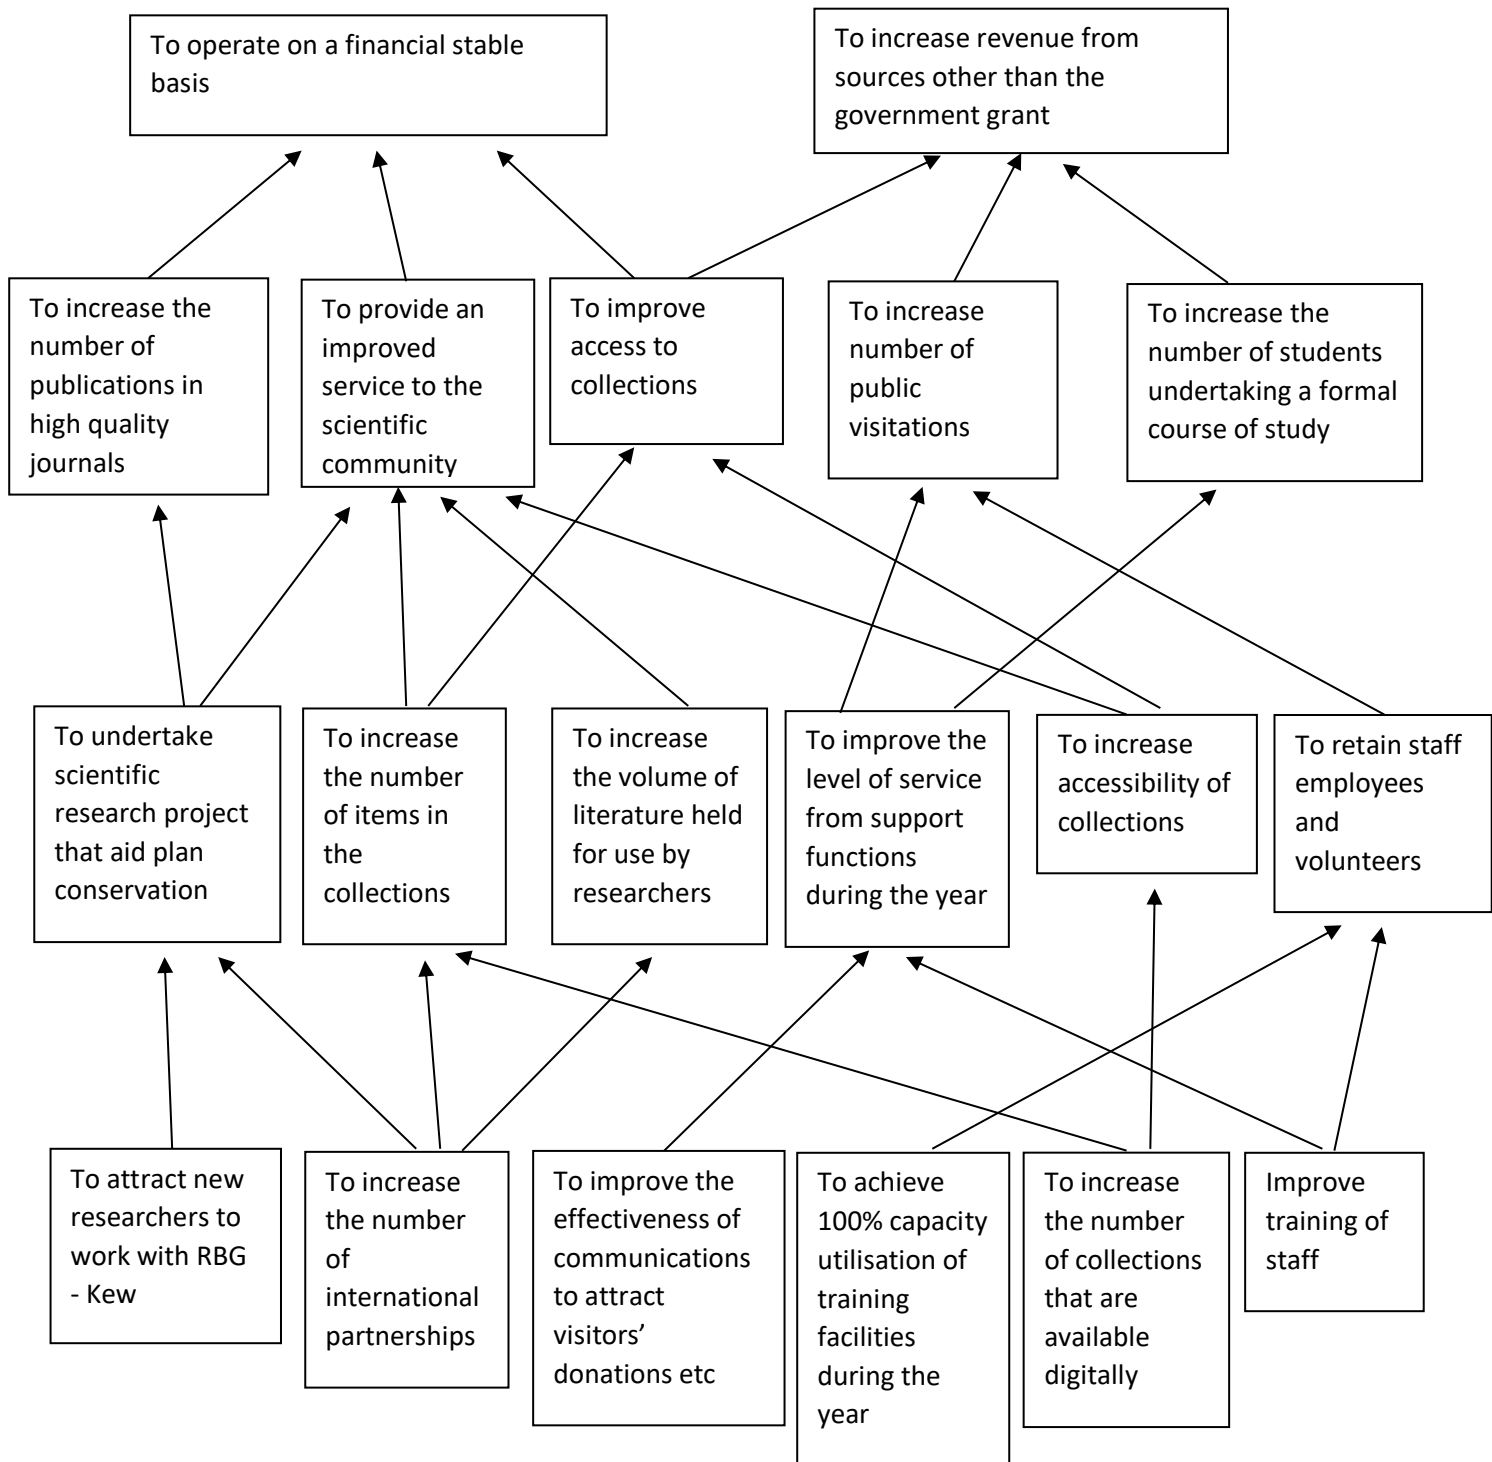 To operate on a financial stable
basis
To increase revenue from
sources other than the
government grant
To increase the
number of
publications in
high quality
journals
To provide an
improved
service to the
scientific
community
To improve
access to
collections
To increase
number of
public
visitations
To increase the
number of students
undertaking a formal
course of study
To undertake
scientific
research project
that aid plan
conservation
To increase
the number
of items in
the
collections
To increase
the volume of
literature held
for use by
researchers
To improve the
level of service
from support
functions
during the year
To increase
accessibility of
collections
To retain staff
employees
and
volunteers
To attract new
researchers to
work with RBG
- Kew
To increase
the number
of
international
partnerships
To improve the
effectiveness of
communications
to attract
visitors’
donations etc
To achieve
100% capacity
utilisation of
training
facilities
during the
year
To increase
the number
of collections
that are
available
digitally
Improve
training of
staff